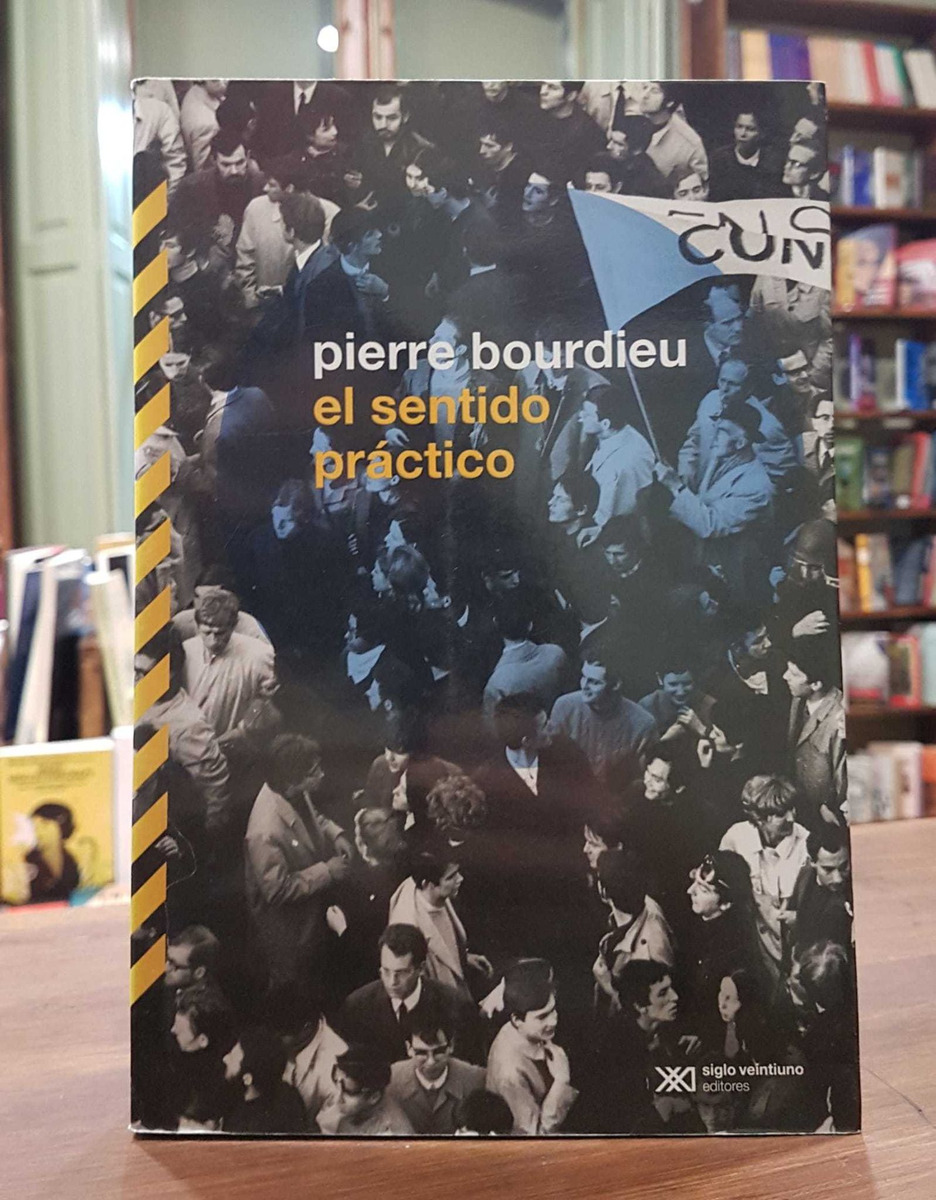 CUN
pierre bourdieu
el sentido
práctico
siglo veintiuno
editores